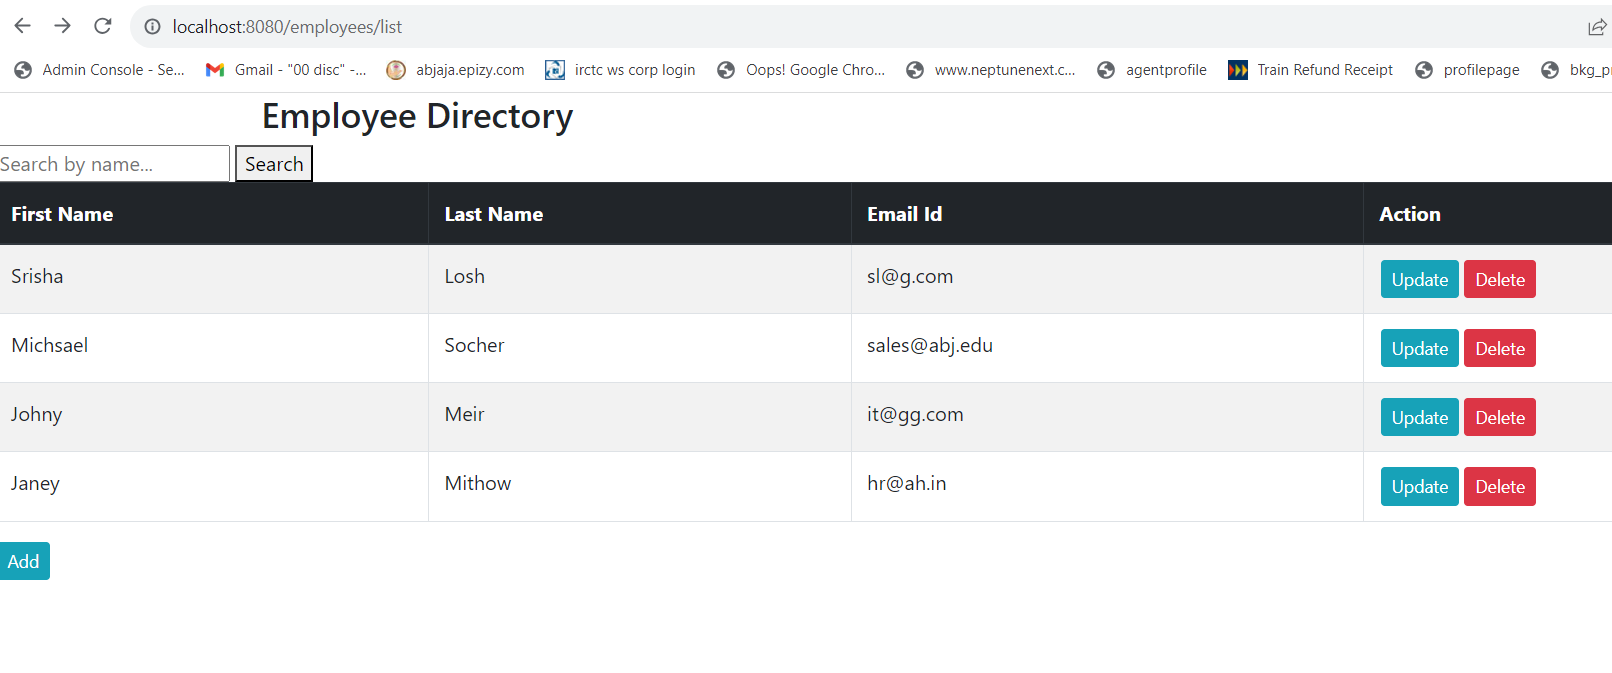 localhost:8080/employees/list
Admin Console - Se... Gmail - "00 disc" -... abjaja.epizy.com irctc ws corp login Oops! Google Chro... www.neptunenext.c... agentprofile Train Refund Receipt profilepage bkg_p
Employee Directory
Search by name... Search
First Name Last Name Email Id Action
Srisha Losh sl@g.com Update Delete
Michsael Socher sales@abj.edu Update Delete
Johny Meir it@gg.com Update Delete
Janey Mithow hr@ah.in Update Delete
Add